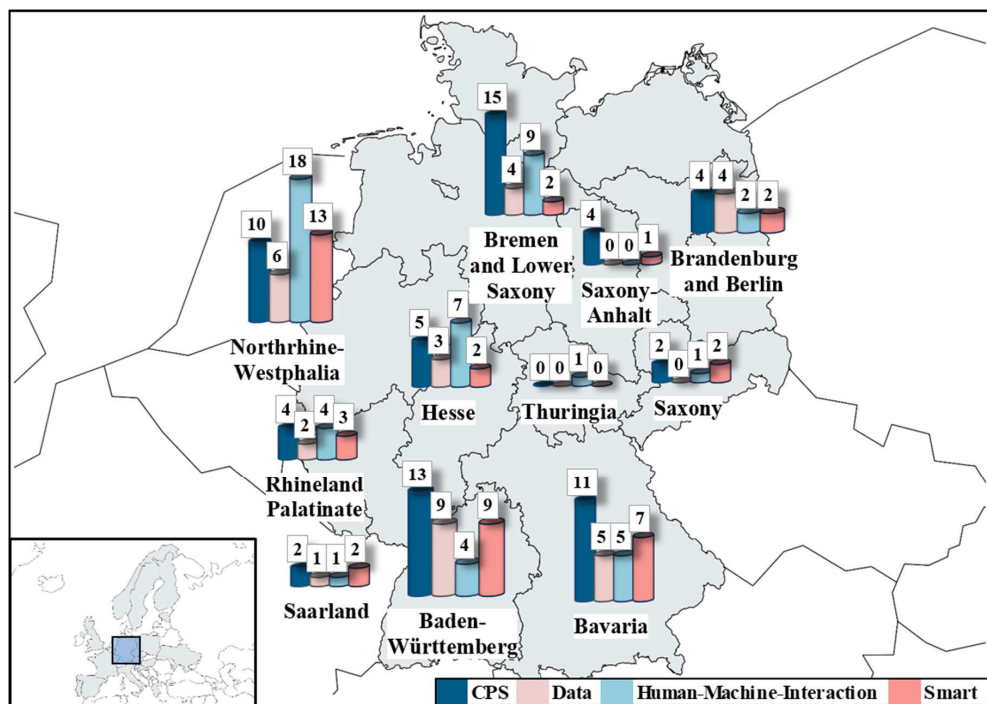 15 4 9 2
Bremen
and Lower
Saxony
10 6 18 13
Northrhine-
Westphalia
4 0 0 1
Saxony-
Anhalt
4 4 2 2
Brandenburg
and Berlin
5 3 7 2
Hesse
0 0 1 0
Thuringia
2 0 1 2
Saxony
4 2 4 3
Rhineland
Palatinate
2 1 1 2
Saarland
13 9 4 9
Baden-
Württemberg
11 5 5 7
Bavaria
CPS Data Human-Machine-Interaction Smart